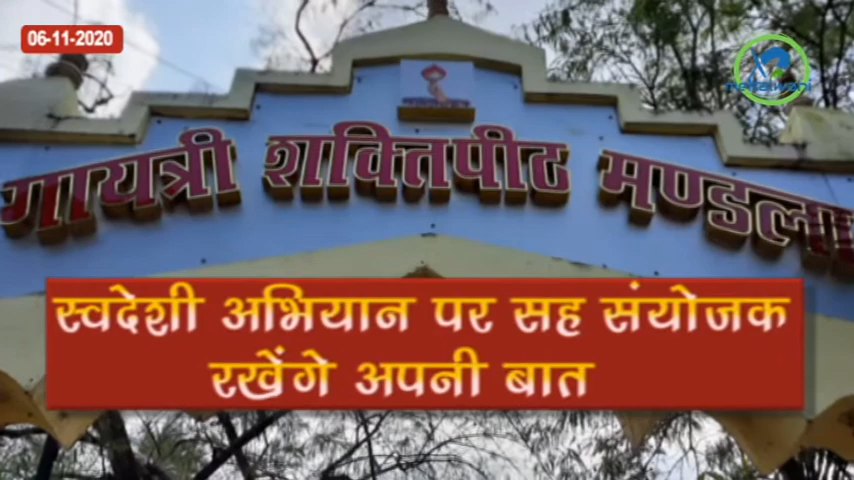 06-11-2020
गायत्री शक्तिपीठ मण्डला
स्वदेशी अभियान पर सह संयोजक
रखेंगे अपनी बात